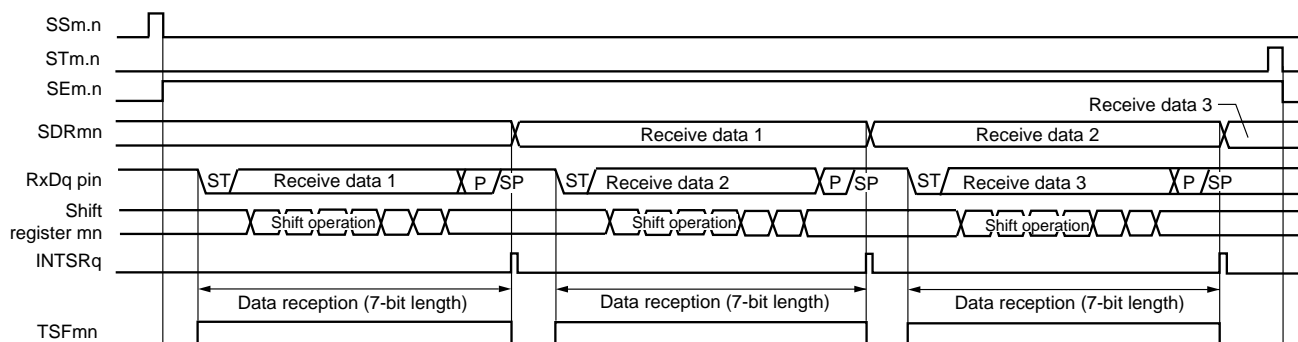 SSm.n
STm.n
SEm.n
Receive data 3
SDRmn Receive data 1 Receive data 2
RxDq pin ST Receive data 1 P SP ST Receive data 2 P SP ST Receive data 3 P SP
Shift
register mn Shift operation Shift operation Shift operation
INTSRq
Data reception (7-bit length) Data reception (7-bit length) Data reception (7-bit length)
TSFmn